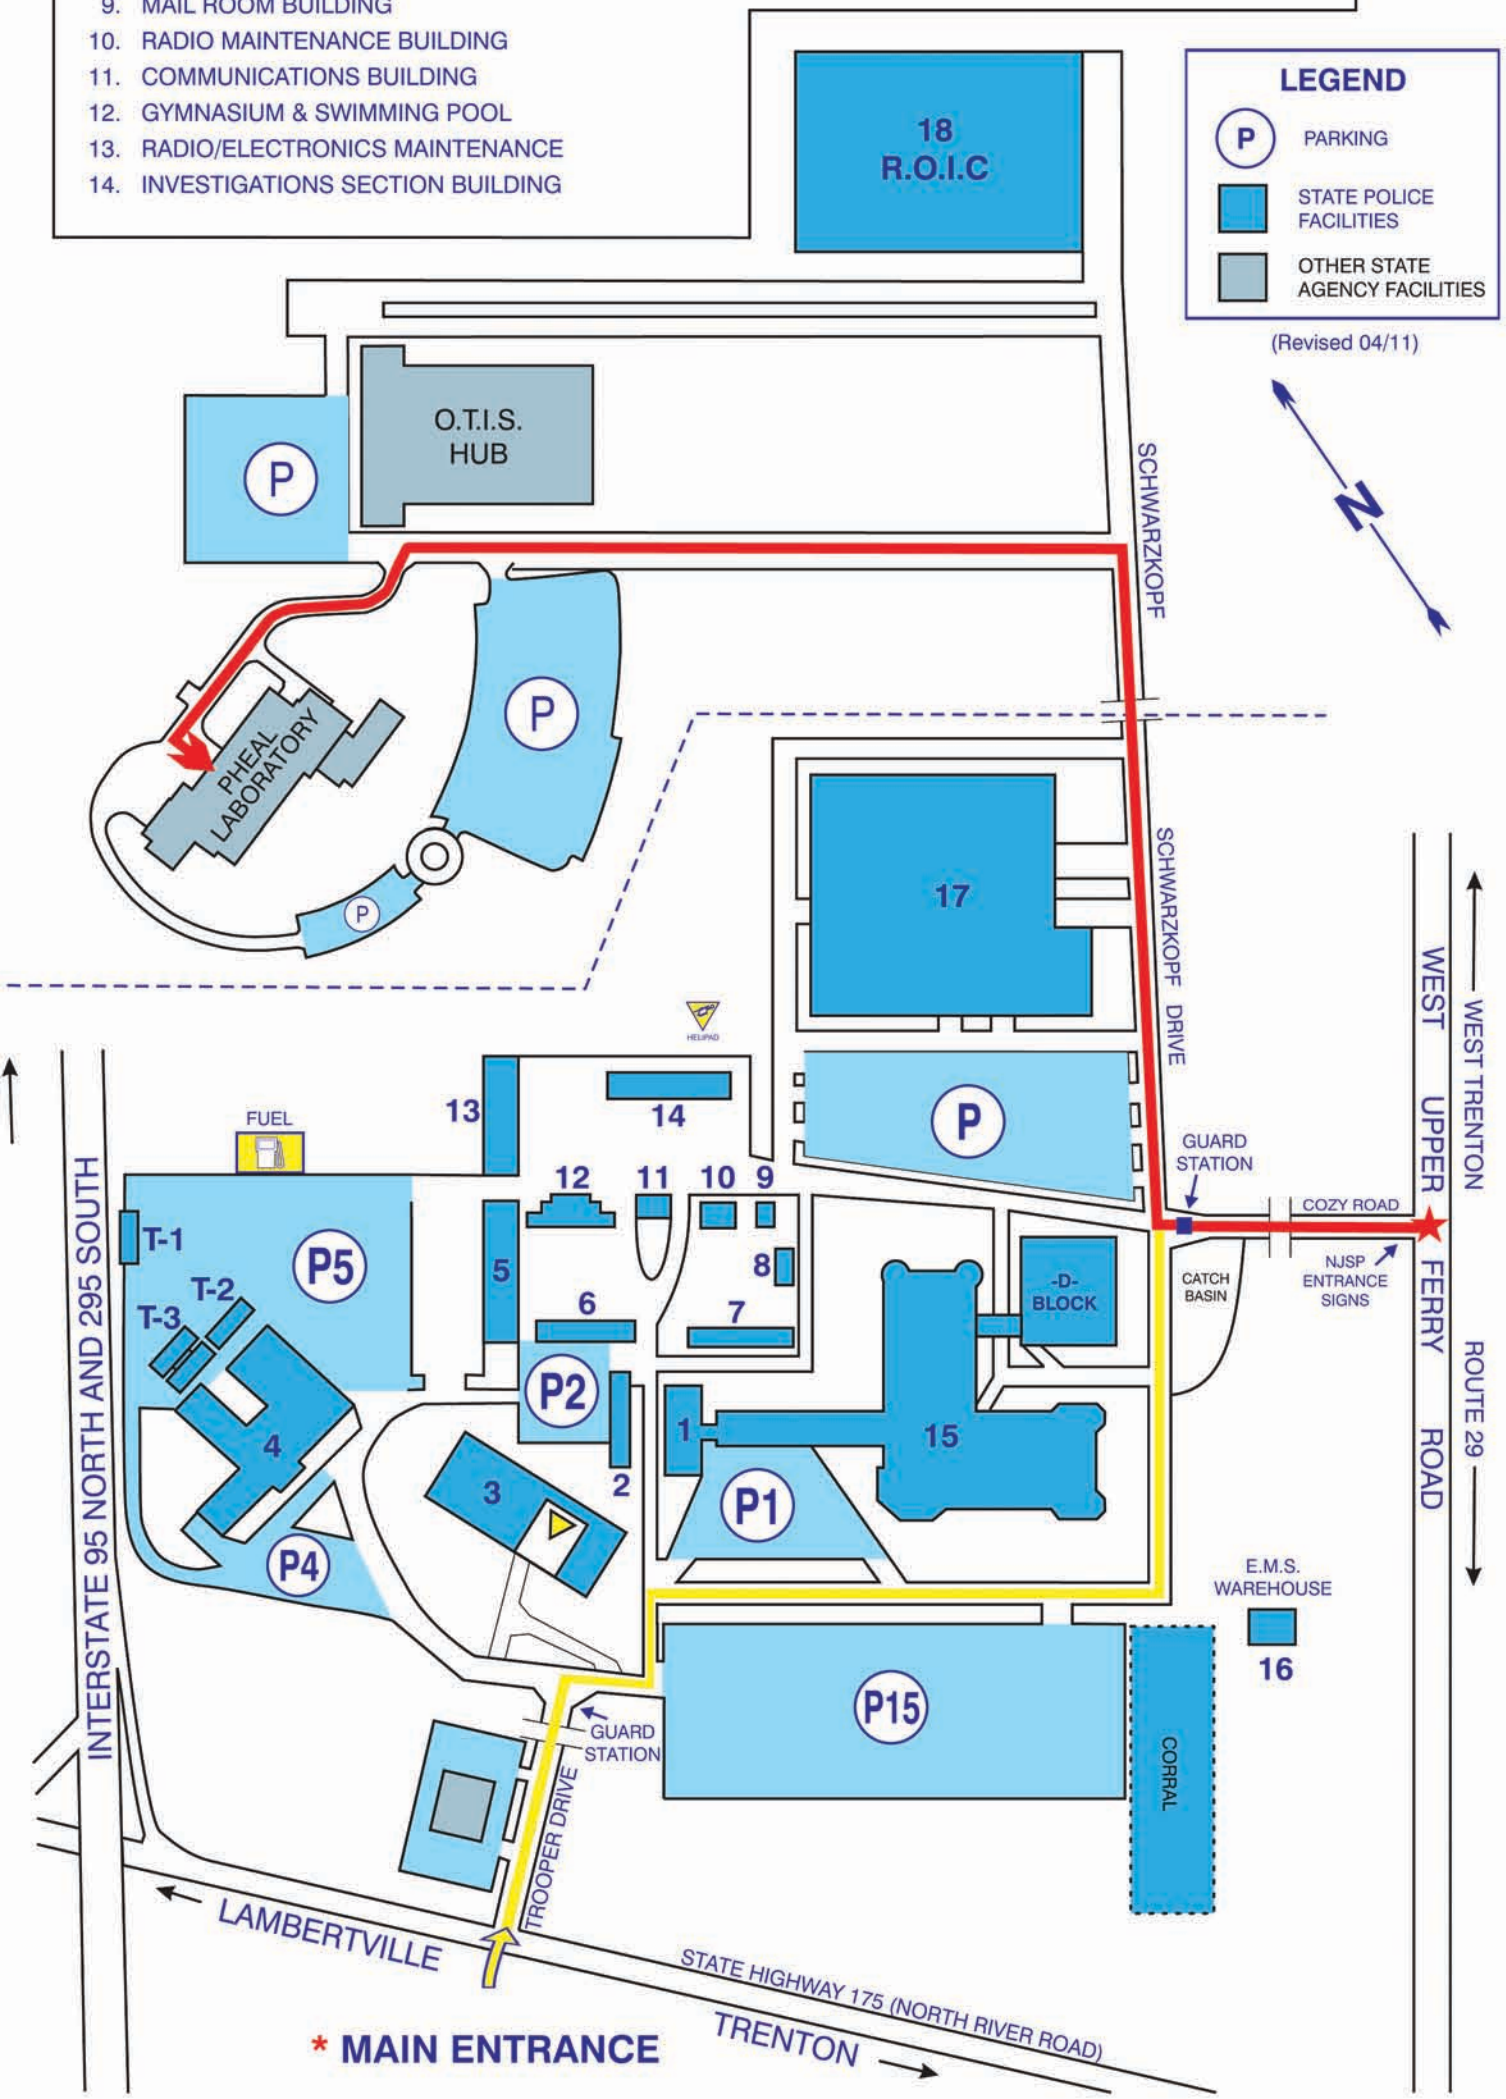 9. MAIL ROOM BUILDING
10. RADIO MAINTENANCE BUILDING
11. COMMUNICATIONS BUILDING
12. GYMNASIUM & SWIMMING POOL
13. RADIO/ELECTRONICS MAINTENANCE
14. INVESTIGATIONS SECTION BUILDING
18
R.O.I.C
LEGEND
P PARKING
STATE POLICE
FACILITIES
OTHER STATE
AGENCY FACILITIES
(Revised 04/11)
N
O.T.I.S.
HUB
P
SCHWARZKOPF
P
PHEAL
LABORATORY
P
17
SCHWARZKOPF DRIVE
HELIPAD
WEST UPPER FERRY ROAD
WEST TRENTON
ROUTE 29
13
14
FUEL
P
GUARD
STATION
12
11
10
9
COZY ROAD
NJSP
ENTRANCE
SIGNS
CATCH
BASIN
INTERSTATE 95 NORTH AND 295 SOUTH
T-1
P5
5
8
-D-
BLOCK
T-2
T-3
6
7
P2
4
1
15
3
2
P1
P4
E.M.S.
WAREHOUSE
16
P15
GUARD
STATION
CORRAL
TROOPER DRIVE
LAMBERTVILLE
STATE HIGHWAY 175 (NORTH RIVER ROAD)
TRENTON
* MAIN ENTRANCE